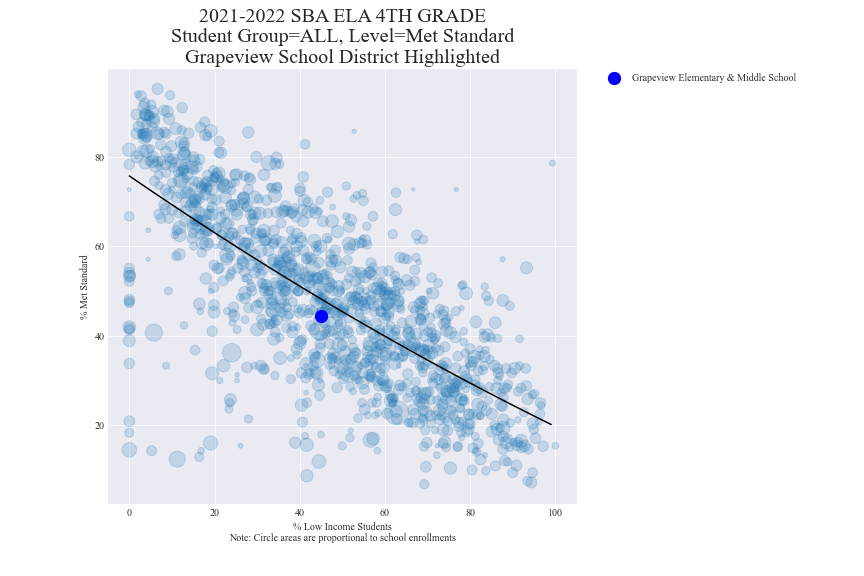 2021-2022 SBA ELA 4TH GRADE
Student Group=ALL, Level=Met Standard
Grapeview School District Highlighted
Grapeview Elementary & Middle School
80
60
40
20
% Met Standard
0 20 40 60 80 100
% Low Income Students
Note: Circle areas are proportional to school enrollments